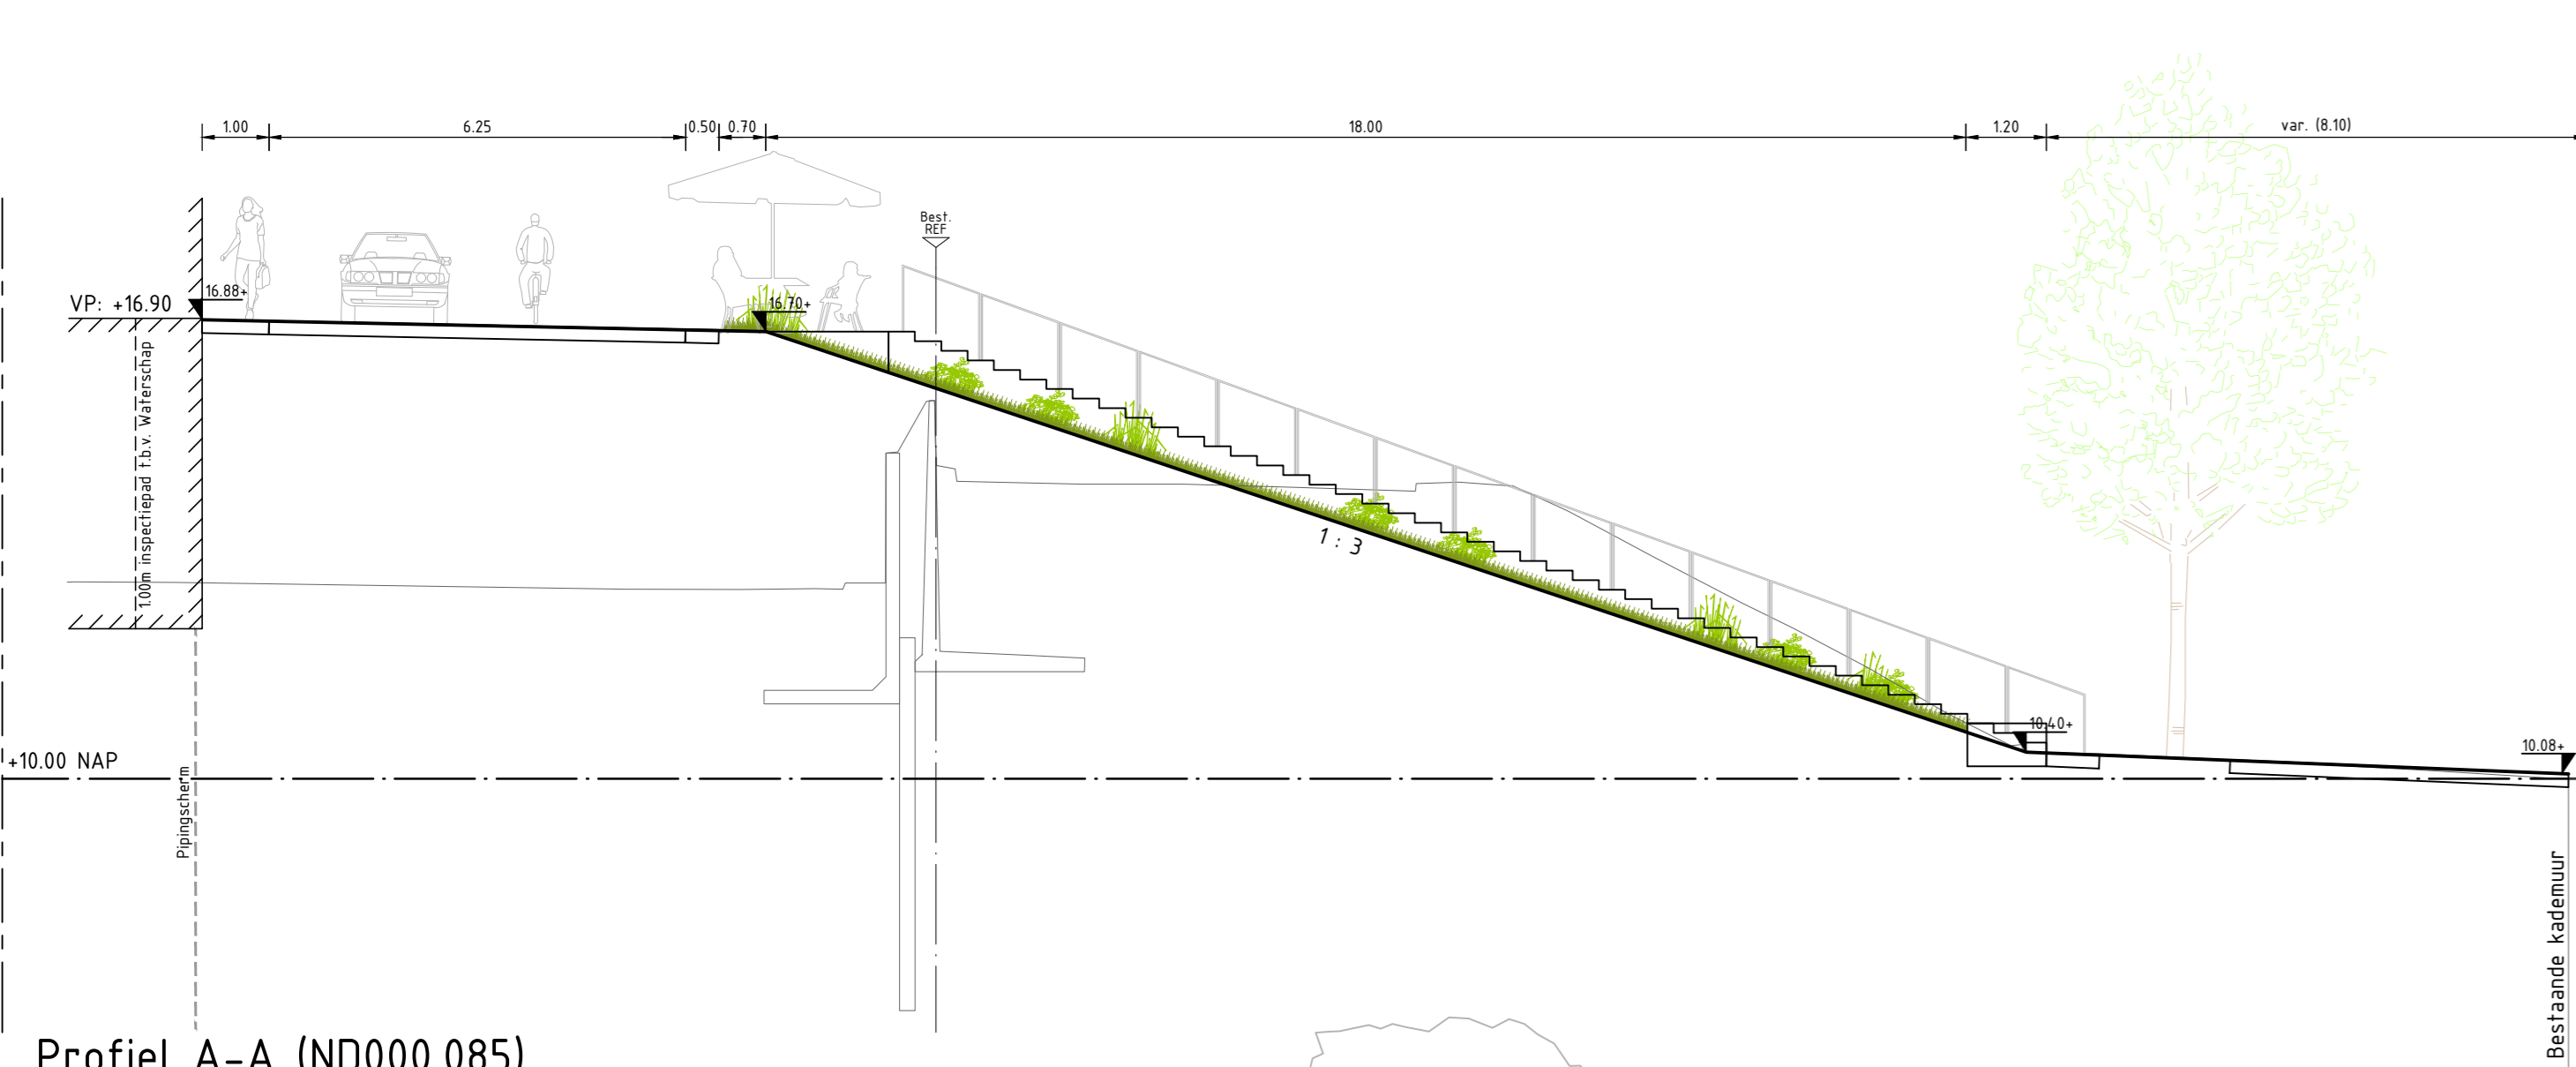 1.00
6.25
0.50
0.70
18.00
1.20
var. (8.10)
Best.
REF
VP: +16.90
16.88+
16.70+
1.00m inspectiepad t.b.v. Waterschap
1 : 3
10.40+
10.08+
+10.00 NAP
Pipingscherm
Bestaande kademuur
Profiel A-A (ND000.085)